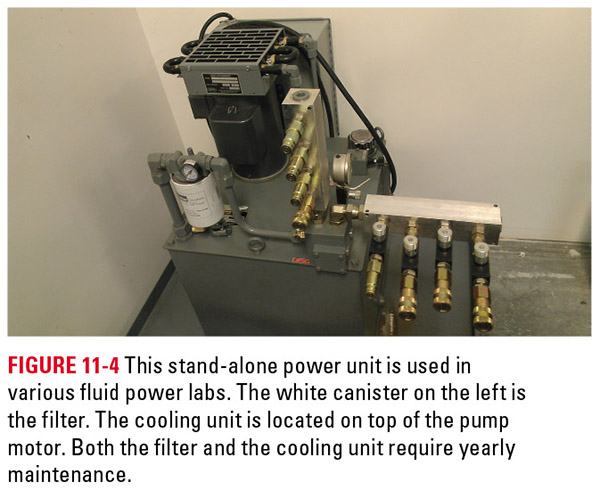 FIGURE 11-4 This stand-alone power unit is used in
various fluid power labs. The white canister on the left is
the filter. The cooling unit is located on top of the pump
motor. Both the filter and the cooling unit require yearly
maintenance.